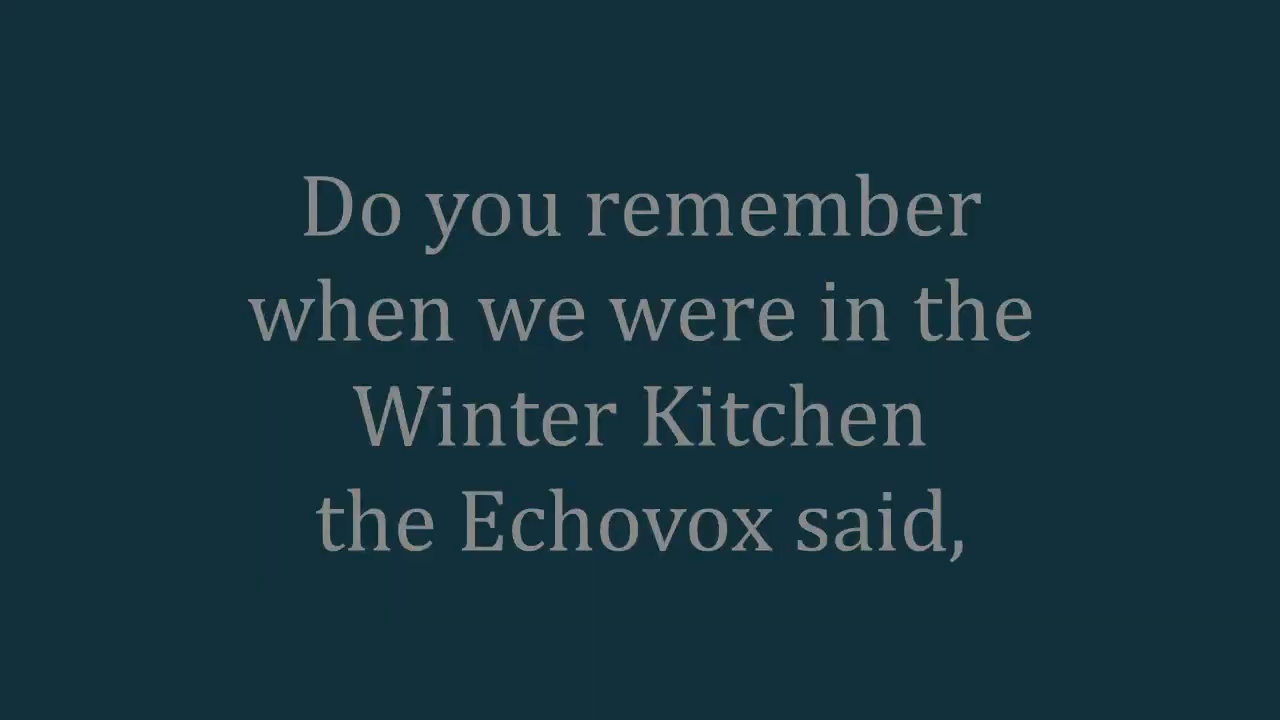 Do you remember
when we were in the
Winter Kitchen
the Echovox said,